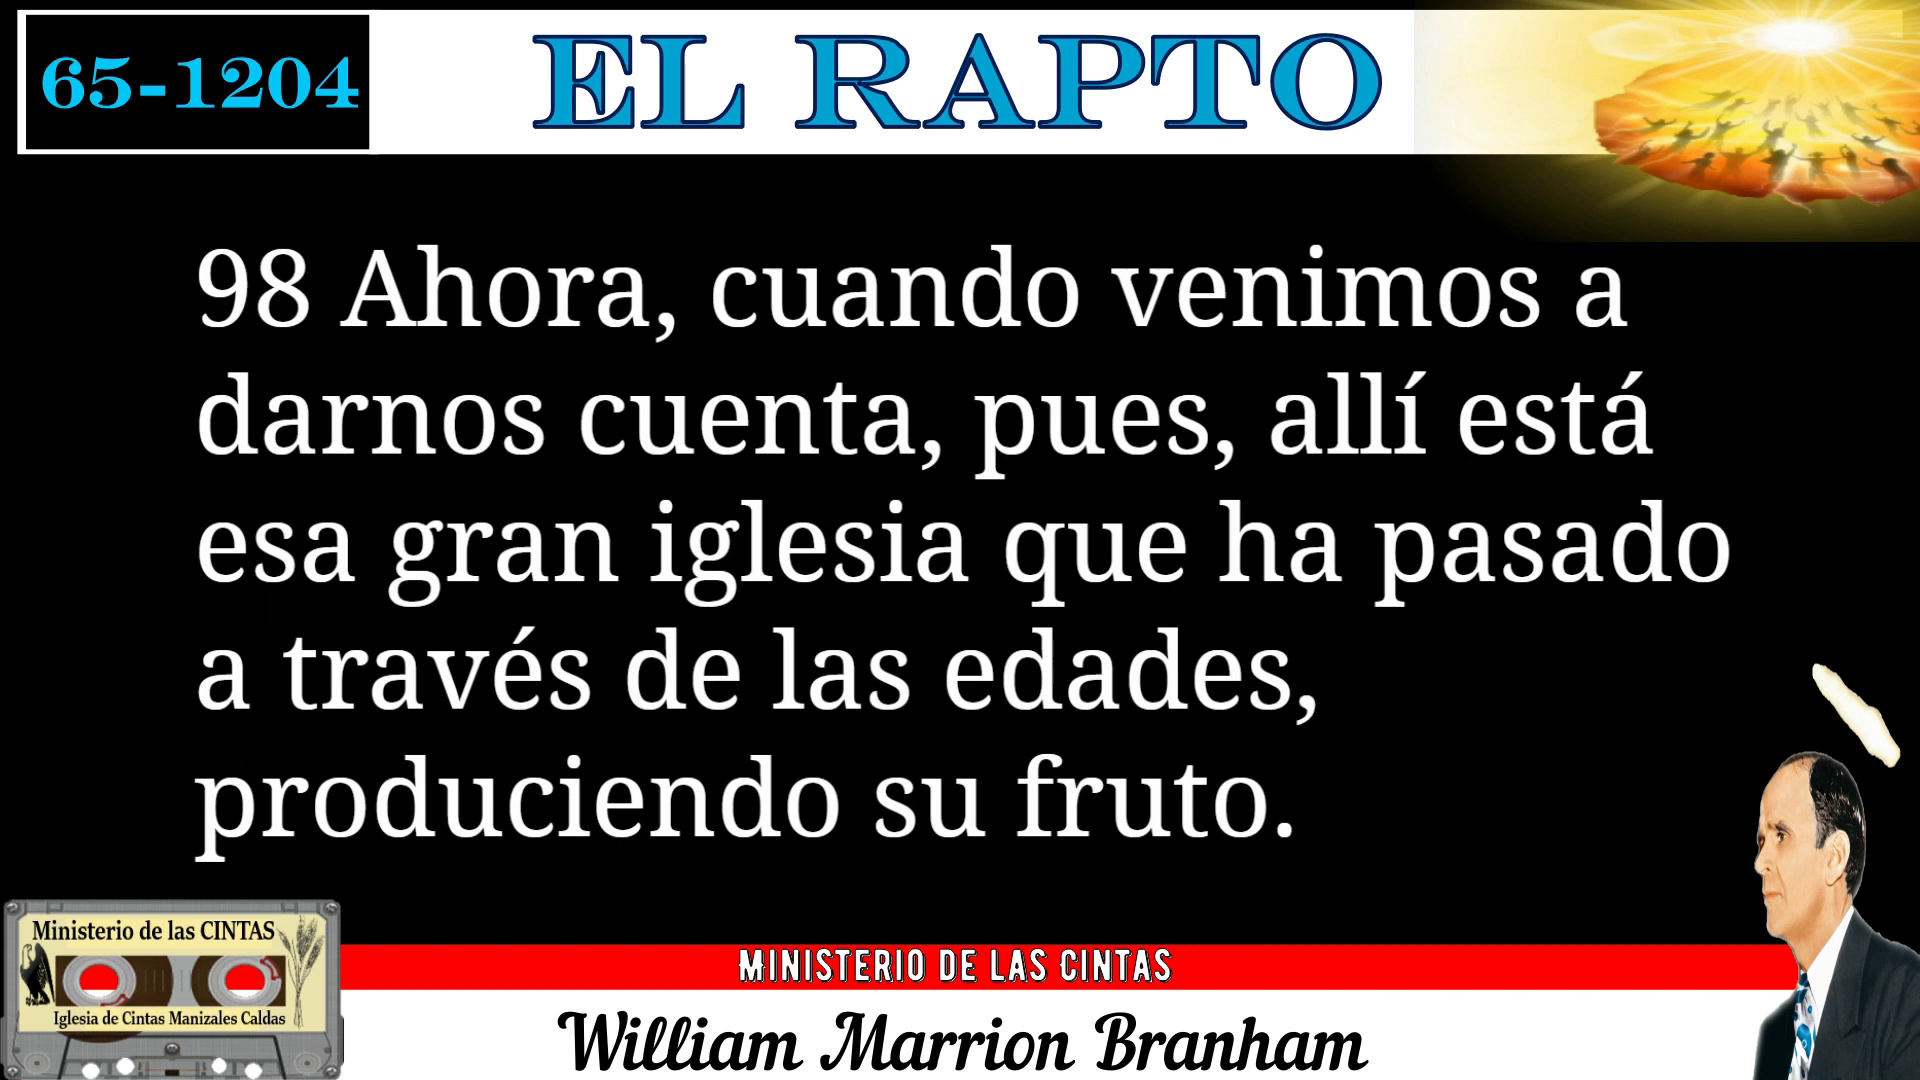 65-1204
EL RAPTO
98 Ahora, cuando venimos a
darnos cuenta, pues, allí está
esa gran iglesia que ha pasado
a través de las edades,
produciendo su fruto.
Ministerio de las CINTAS
Iglesia de Cintas Manizales Caldas
MINISTERIO DE LAS CINTAS
William Marrion Branham